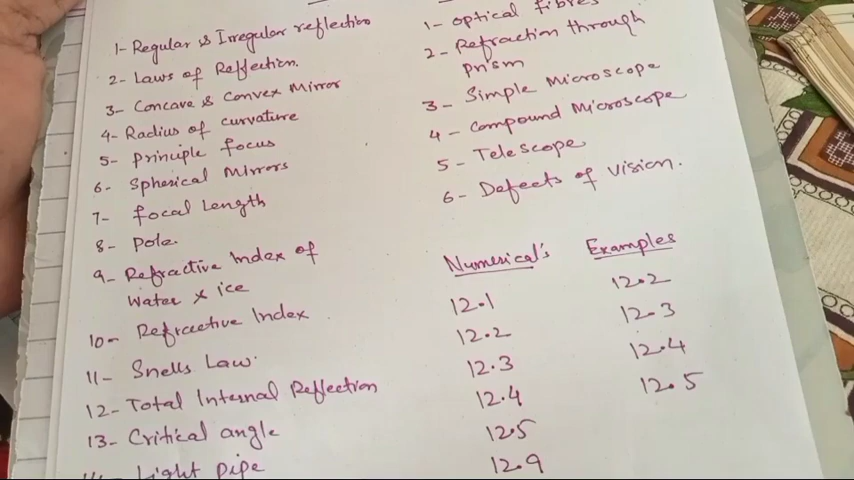 1- Regular & Irregular reflection
2- Laws of Reflection.
3- Concave & Convex Mirror
4- Radius of curvature
5- principle focus
6- spherical Mirrors
7- focal Length
8- Pole.
9- Refractive Index of
water x ice
10- Refractive Index
11- Snells Law.
12- Total Internal Reflection
13- Critical angle
14- Light pipe
1- optical fibres
2- Refraction through
prism
3- Simple Microscope
4- Compound Microscope
5- Telescope
6- Defects of vision.
Numerical's
12.1
12.2
12.3
12.4
12.5
12.9
Examples
12.2
12.3
12.4
12.5